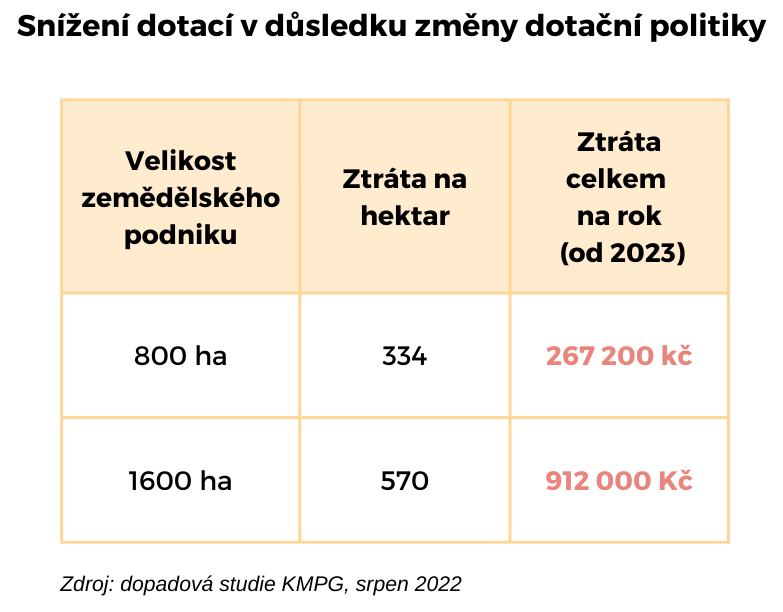 Snížení dotací v důsledku změny dotační politiky
Velikost
zemědělského
podniku
Ztráta na
hektar
Ztráta
celkem
na rok
(od 2023)
800 ha
334
267 200 kč
1600 ha
570
912 000 Kč
Zdroj: dopadová studie KMPG, srpen 2022